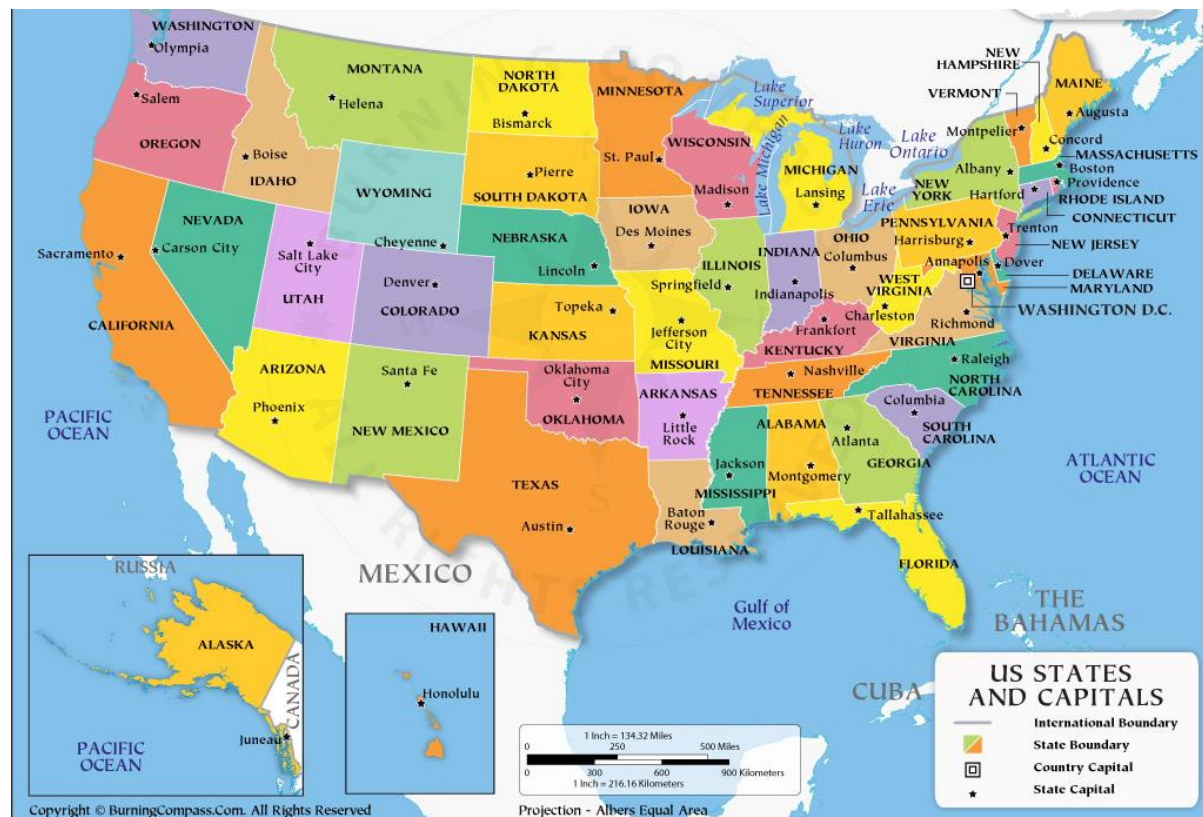 WASHINGTON
Olympia
Salem
OREGON
Boise
IDAHO
MONTANA
Helena
WYOMING
Cheyenne
NEVADA
Carson City
Sacramento
CALIFORNIA
Salt Lake
City
UTAH
Denver
COLORADO
ARIZONA
Phoenix
Santa Fe
NEW MEXICO
NORTH
DAKOTA
Bismarck
Pierre
SOUTH DAKOTA
NEBRASKA
Lincoln
Topeka
KANSAS
Oklahoma
City
OKLAHOMA
TEXAS
Austin
MINNESOTA
St. Paul
IOWA
Des Moines
Jefferson
City
MISSOURI
ARKANSAS
Little
Rock
Baton
Rouge
LOUISIANA
WISCONSIN
Madison
ILLINOIS
Springfield
MICHIGAN
Lansing
INDIANA
Indianapolis
OHIO
Columbus
Frankfort
KENTUCKY
Nashville
TENNESSEE
Jackson
MISSISSIPPI
ALABAMA
Montgomery
Atlanta
GEORGIA
Tallahassee
FLORIDA
Columbia
SOUTH
CAROLINA
Raleigh
NORTH
CAROLINA
WEST
VIRGINIA
Charleston
Richmond
VIRGINIA
PENNSYLVANIA
Harrisburg
Annapolis
NEW
YORK
Albany
Montpelier
VERMONT
NEW
HAMPSHIRE
MAINE
Augusta
Concord
MASSACHUSETTS
Boston
Providence
Hartford
RHODE ISLAND
CONNECTICUT
Trenton
NEW JERSEY
Dover
DELAWARE
MARYLAND
WASHINGTON D.C.
Lake
Superior
Lake Michigan
Lake
Huron
Lake
Ontario
Lake
Erie
PACIFIC
OCEAN
ATLANTIC
OCEAN
MEXICO
Gulf of
Mexico
THE
BAHAMAS
CUBA
RUSSIA
ALASKA
CANADA
Juneau
PACIFIC
OCEAN
HAWAII
Honolulu
1 Inch = 134.32 Miles
0 250 500 Miles
0 300 600 900 Kilometers
1 Inch = 216.16 Kilometers
US STATES
AND CAPITALS
International Boundary
State Boundary
Country Capital
State Capital
Copyright © BurningCompass.Com. All Rights Reserved
Projection - Albers Equal Area